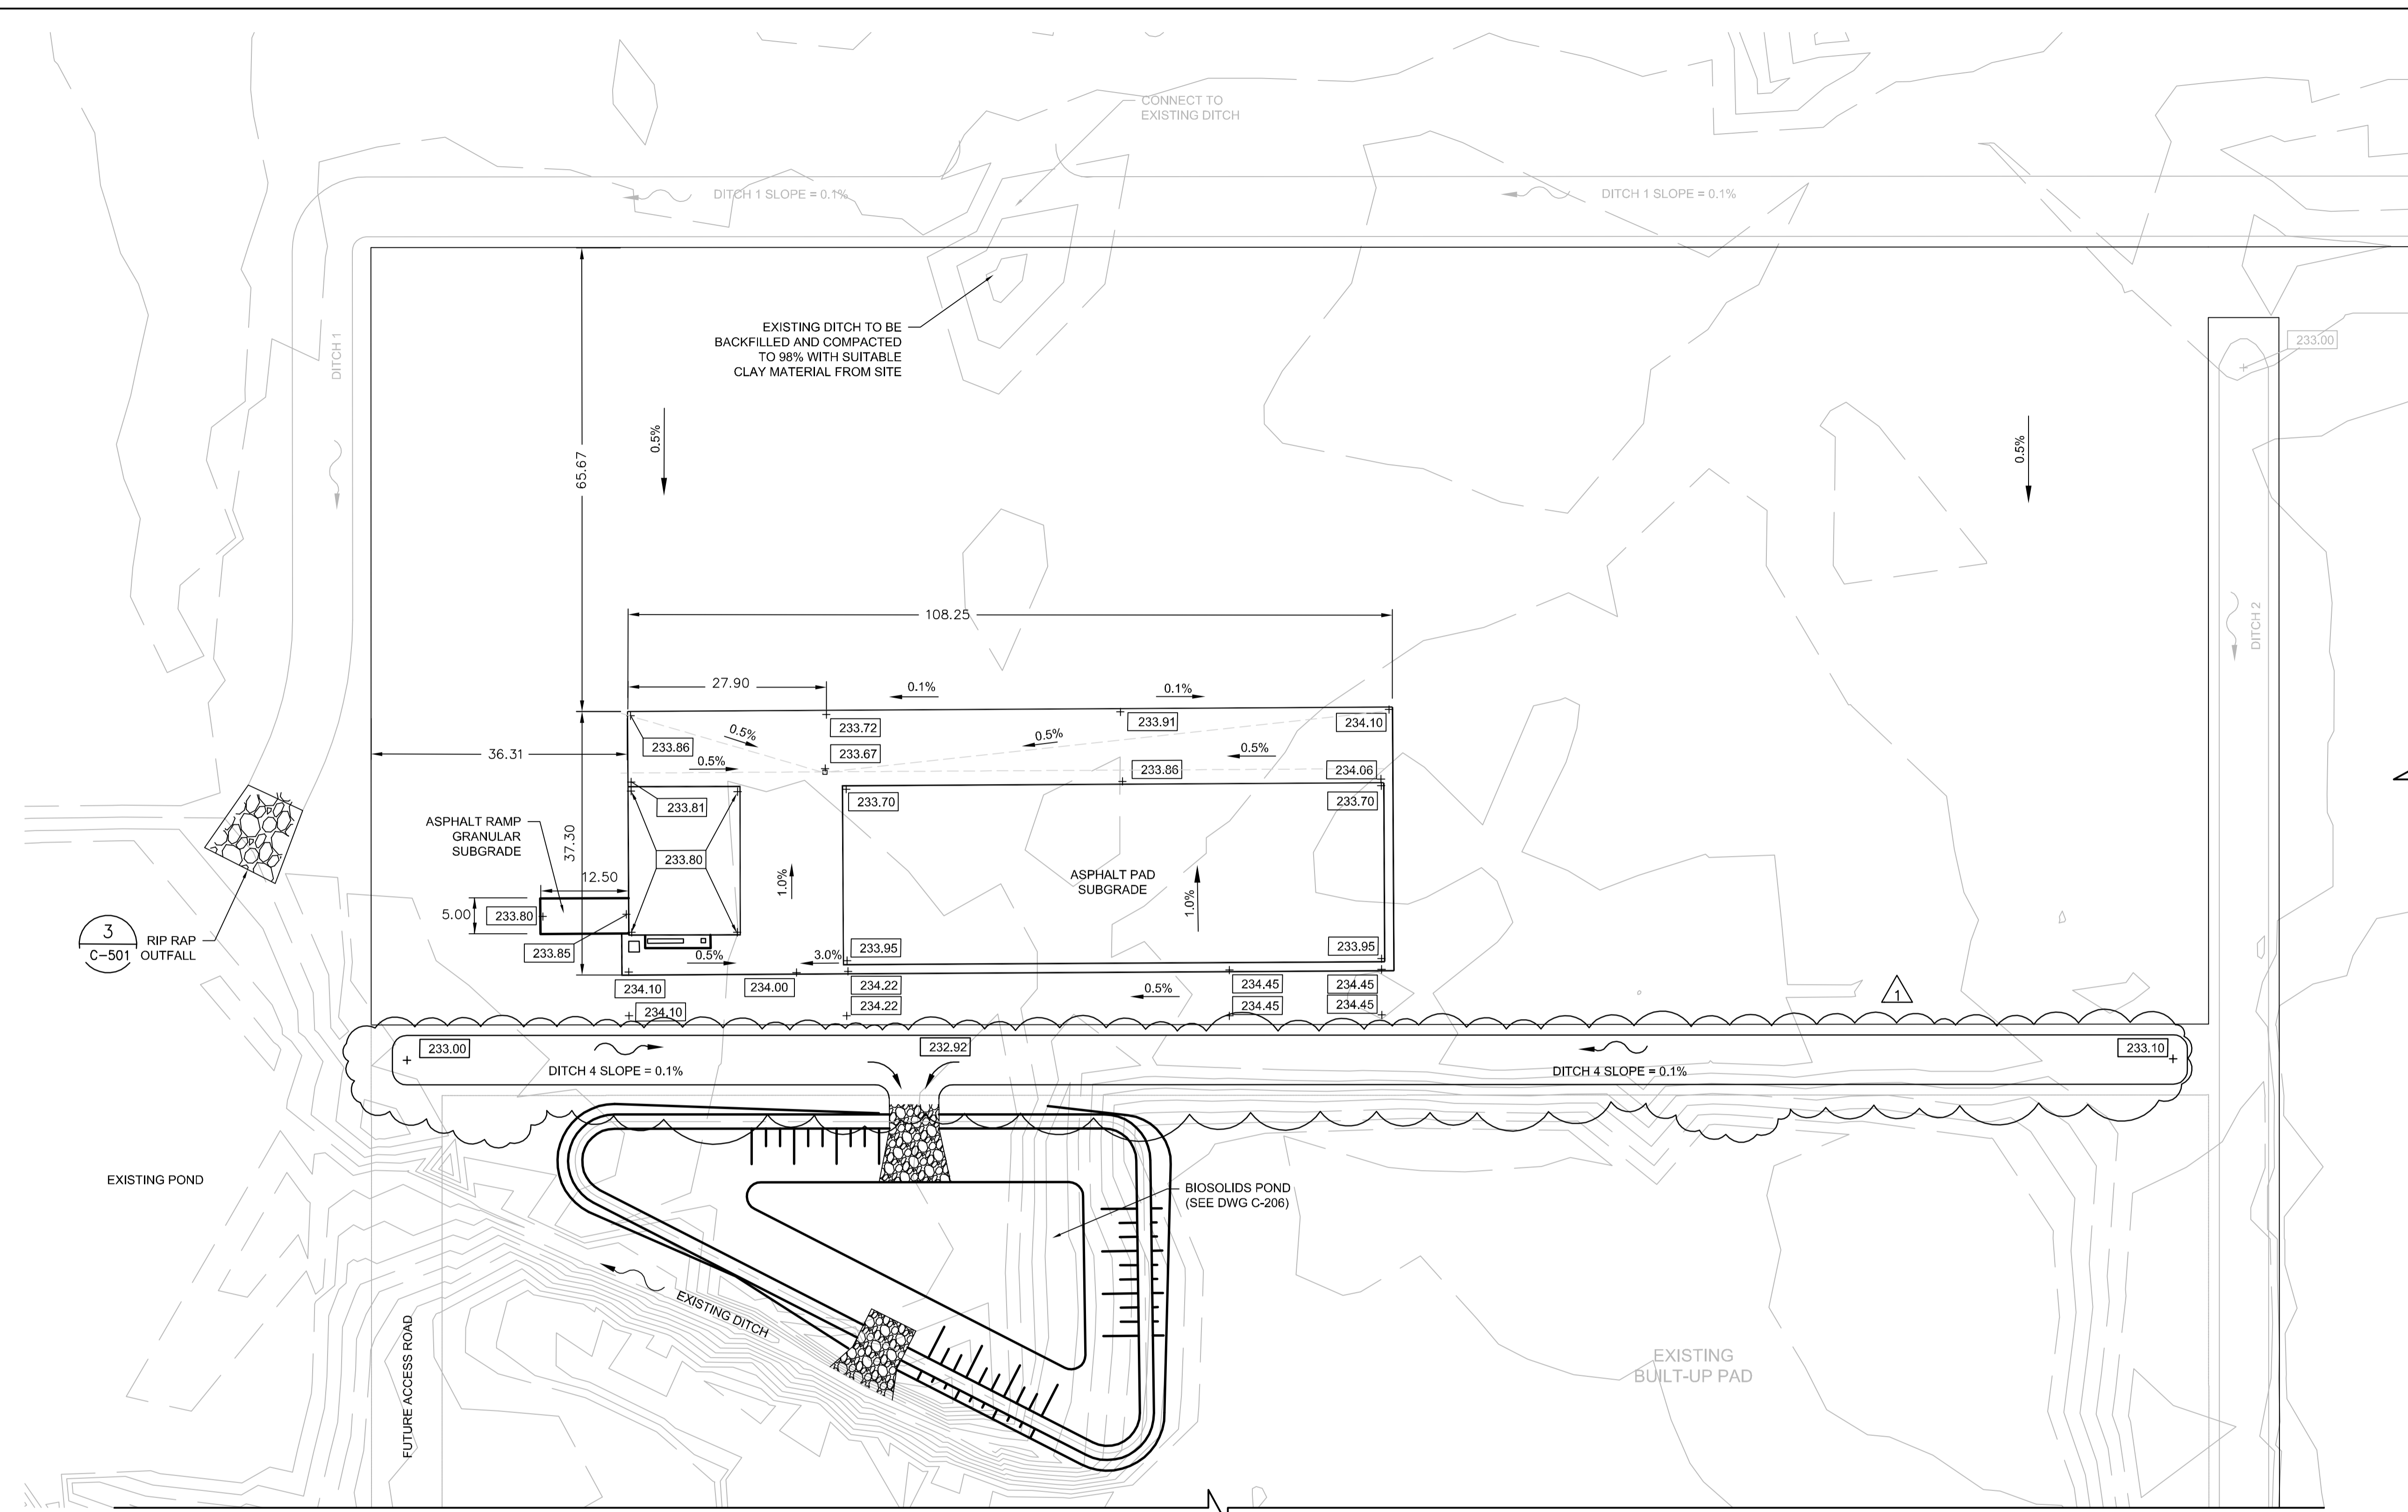 CONNECT TO
EXISTING DITCH
DITCH 1 SLOPE = 0.1%
DITCH 1 SLOPE = 0.1%
EXISTING DITCH TO BE
BACKFILLED AND COMPACTED
TO 98% WITH SUITABLE
CLAY MATERIAL FROM SITE
DITCH 1
233.00
0.5%
65.67
0.5%
108.25
DITCH 2
27.90
0.1%
0.1%
233.72
233.91
234.10
0.5%
233.86
233.67
0.5%
0.5%
0.5%
36.31
233.86
234.06
233.81
233.70
233.70
ASPHALT RAMP
GRANULAR
SUBGRADE
37.30
233.80
12.50
1.0%
ASPHALT PAD
SUBGRADE
1.0%
5.00
233.80
3
C-501
RIP RAP
OUTFALL
233.85
0.5%
3.0%
233.95
233.95
234.10
234.00
234.22
0.5%
234.45
234.45
234.10
234.22
234.45
234.45
1
233.00
232.92
233.10
DITCH 4 SLOPE = 0.1%
DITCH 4 SLOPE = 0.1%
EXISTING POND
BIOSOLIDS POND
(SEE DWG C-206)
EXISTING DITCH
FUTURE ACCESS ROAD
EXISTING
BUILT-UP PAD